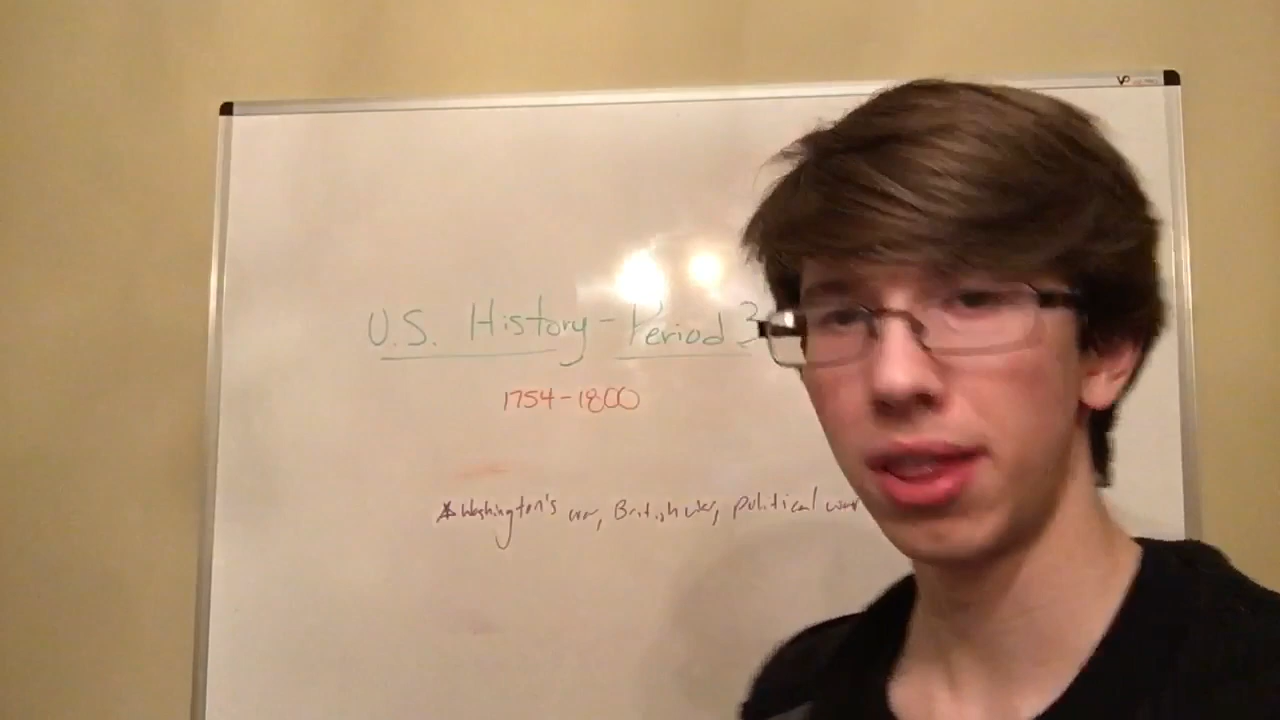 U.S. History - Period 3
1754-1800
* Washington's war, British war, political war